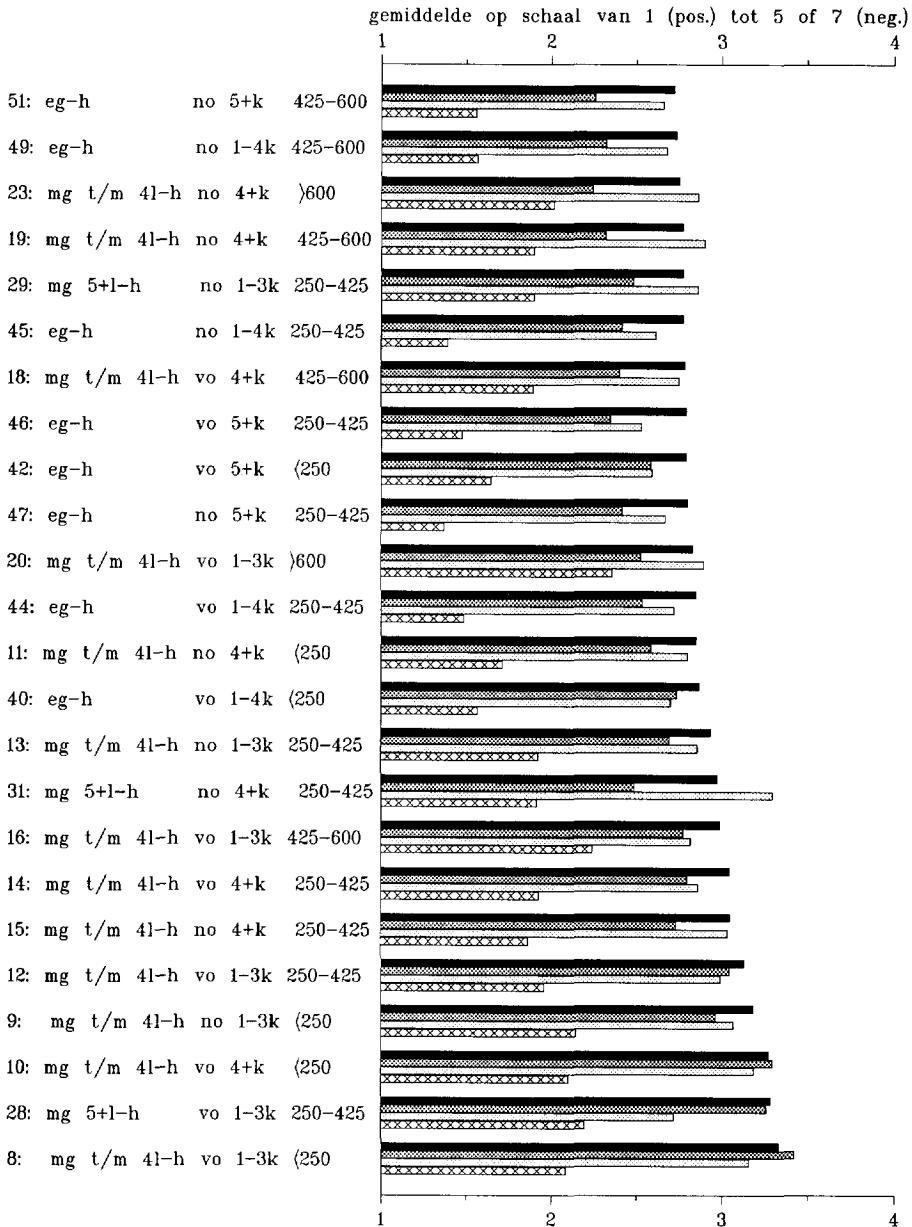 gemiddelde op schaal van 1 (pos.) tot 5 of 7 (neg.)
1 2 3 4
51: eg-h no 5+k 425-600
49: eg-h no 1-4k 425-600
23: mg t/m 4l-h no 4+k ⟩600
19: mg t/m 4l-h no 4+k 425-600
29: mg 5+l-h no 1-3k 250-425
45: eg-h no 1-4k 250-425
18: mg t/m 4l-h vo 4+k 425-600
46: eg-h vo 5+k 250-425
42: eg-h vo 5+k ⟨250
47: eg-h no 5+k 250-425
20: mg t/m 4l-h vo 1-3k ⟩600
44: eg-h vo 1-4k 250-425
11: mg t/m 4l-h no 4+k ⟨250
40: eg-h vo 1-4k ⟨250
13: mg t/m 4l-h no 1-3k 250-425
31: mg 5+l-h no 4+k 250-425
16: mg t/m 4l-h vo 1-3k 425-600
14: mg t/m 4l-h vo 4+k 250-425
15: mg t/m 4l-h no 4+k 250-425
12: mg t/m 4l-h vo 1-3k 250-425
9: mg t/m 4l-h no 1-3k ⟨250
10: mg t/m 4l-h vo 4+k ⟨250
28: mg 5+l-h vo 1-3k 250-425
8: mg t/m 4l-h vo 1-3k ⟨250
1 2 3 4